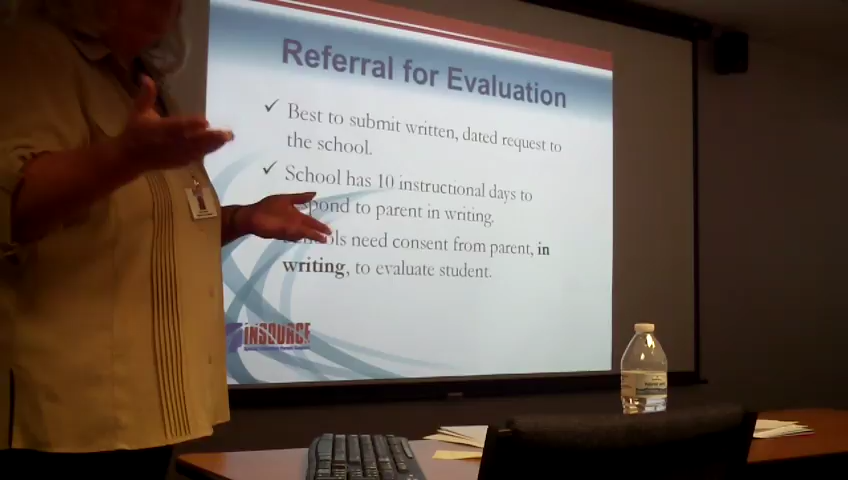 Referral for Evaluation
✓ Best to submit written, dated request to
the school.
✓ School has 10 instructional days to
spond to parent in writing.
ols need consent from parent, in
writing, to evaluate student.
INSOURCE